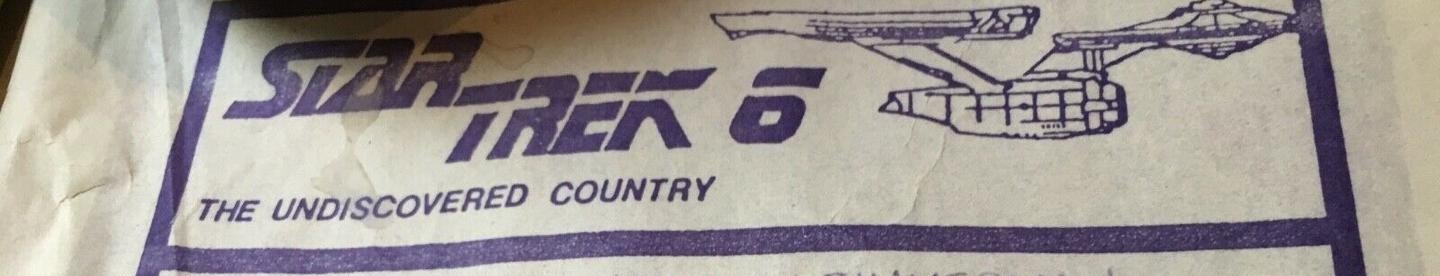 STAR
TREK 6
THE UNDISCOVERED COUNTRY